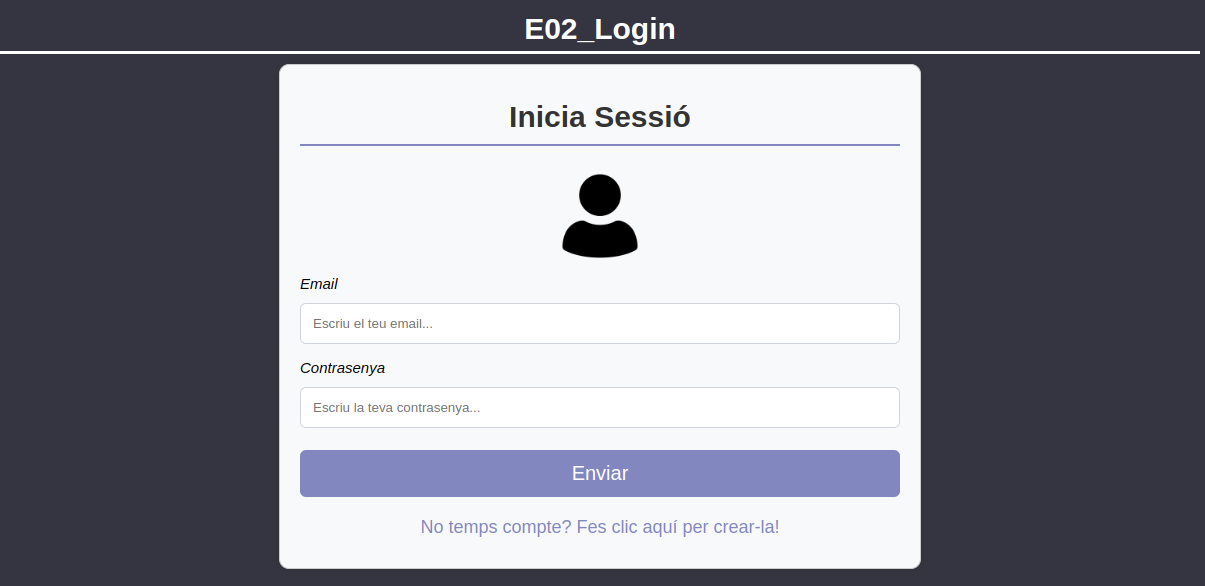 E02_Login
Inicia Sessió
Email
Escriu el teu email...
Contrasenya
Escriu la teva contrasenya...
Enviar
No temps compte? Fes clic aquí per crear-la!